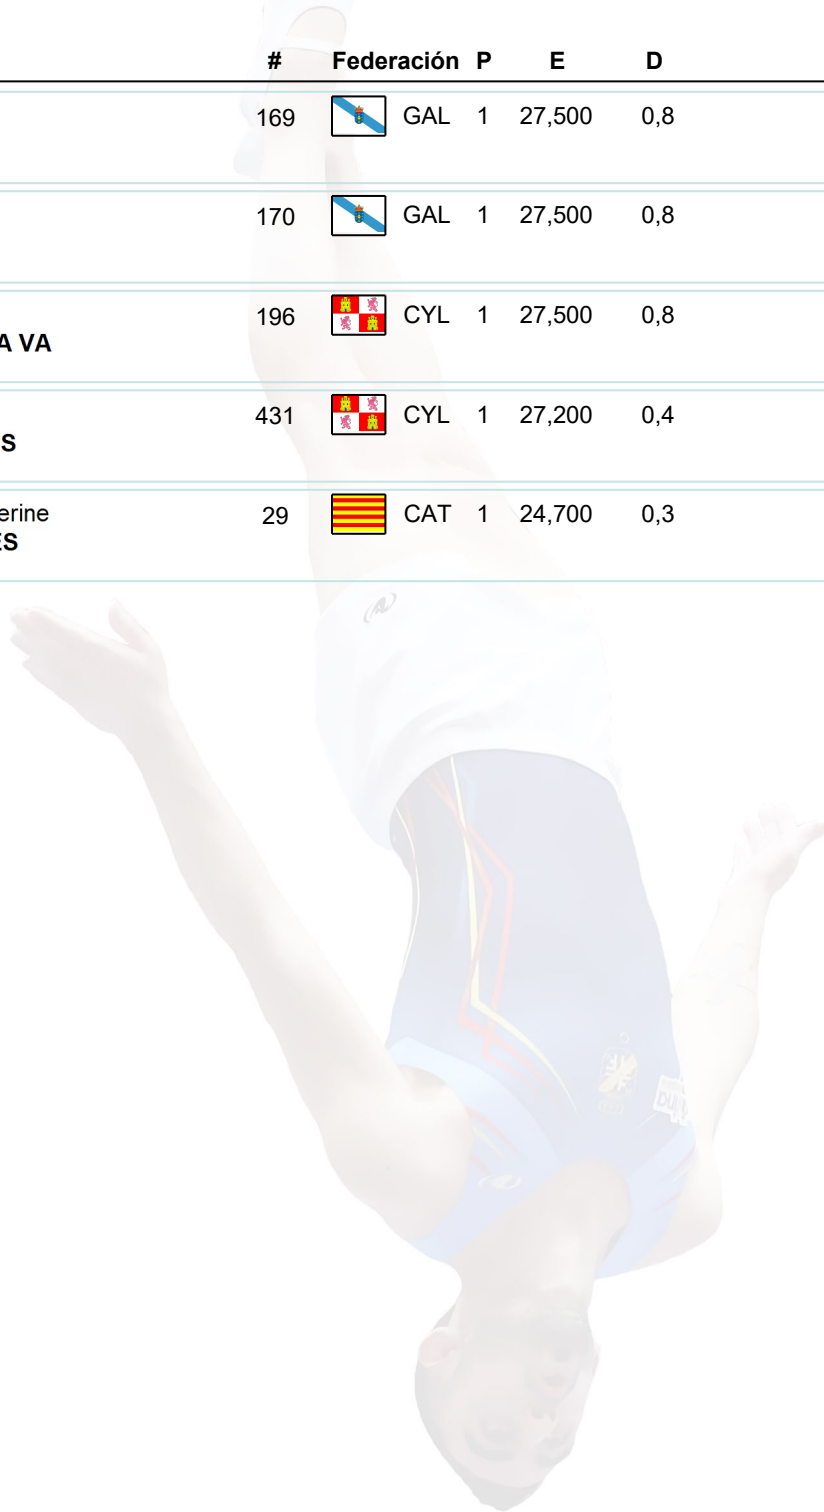 # Federación P E D
169 GAL 1 27,500 0,8
170 GAL 1 27,500 0,8
196 CYL 1 27,500 0,8
A VA
431 CYL 1 27,200 0,4
S
erine 29 CAT 1 24,700 0,3
ES